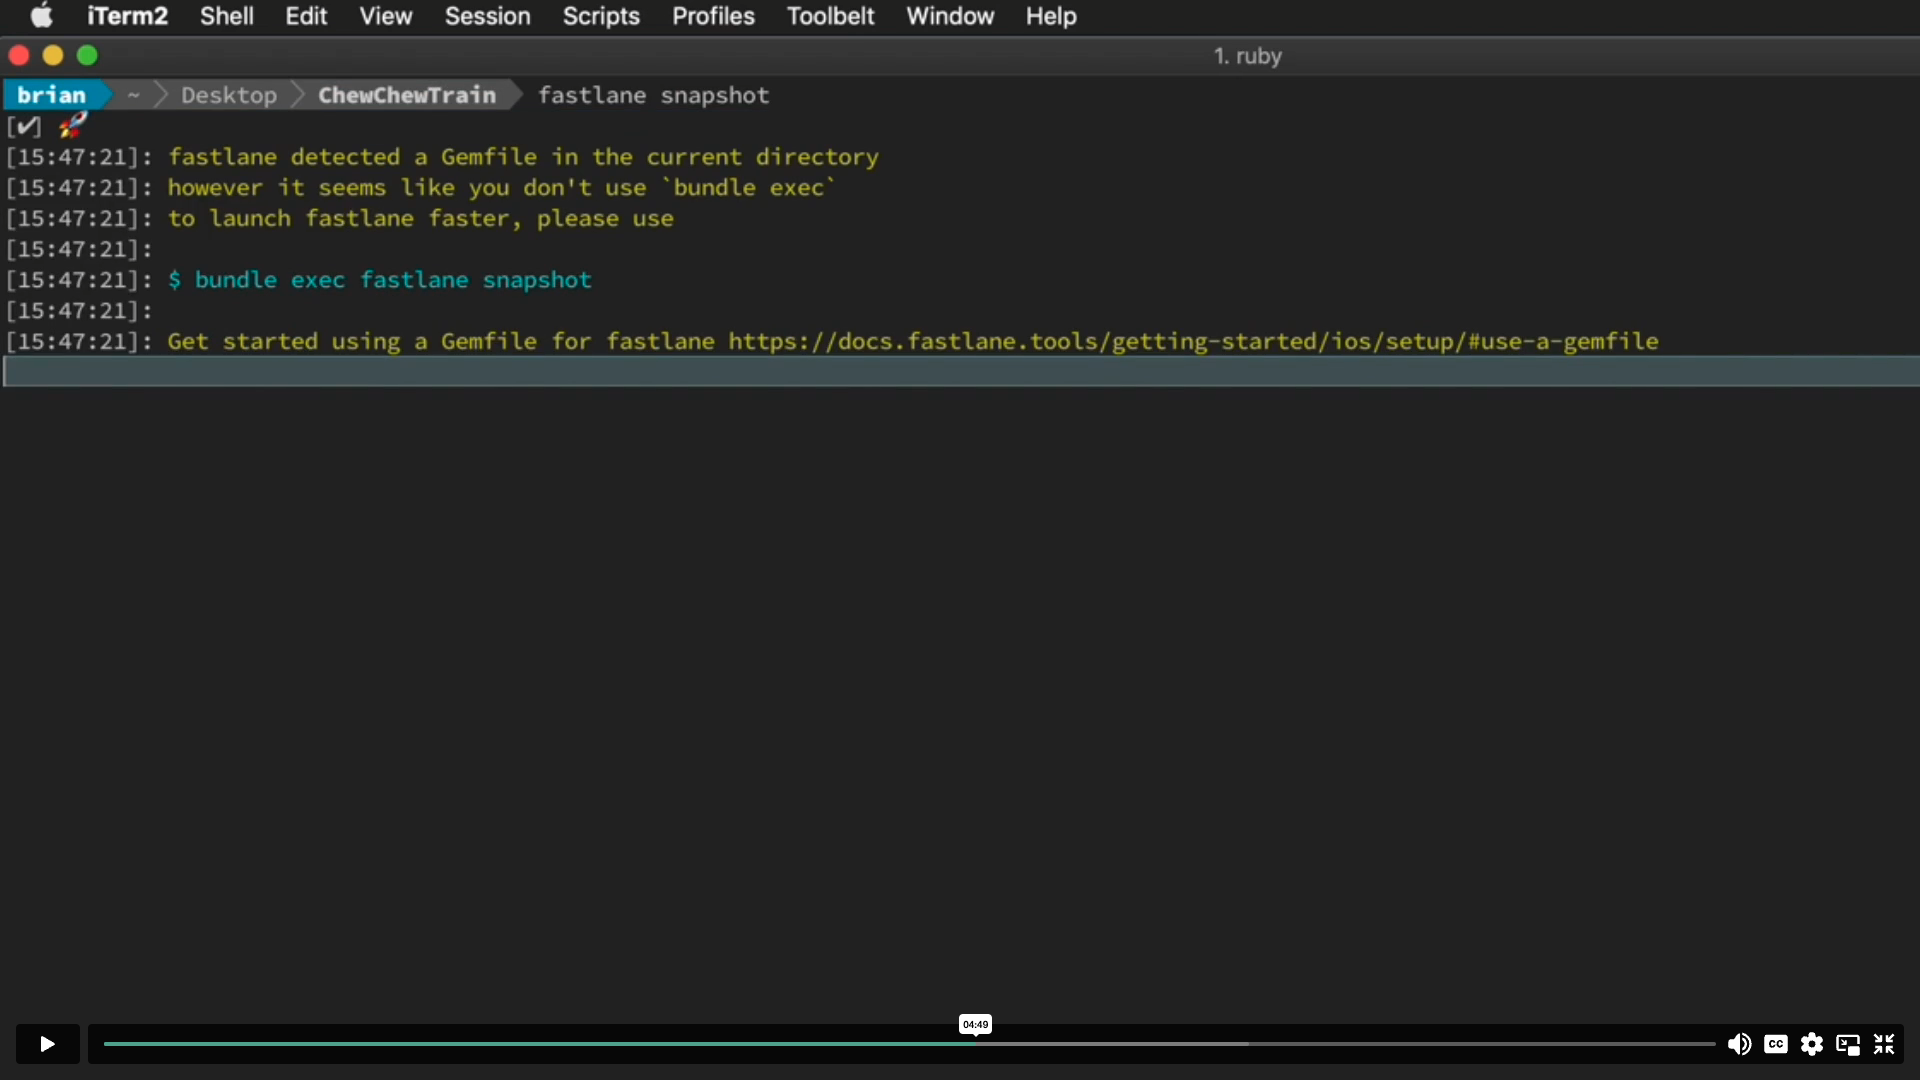 iTerm2 Shell Edit View Session Scripts Profiles Toolbelt Window Help
1. ruby
brian ~ Desktop ChewChewTrain fastlane snapshot
[✔] 🚀
[15:47:21]: fastlane detected a Gemfile in the current directory
[15:47:21]: however it seems like you don't use `bundle exec`
[15:47:21]: to launch fastlane faster, please use
[15:47:21]:
[15:47:21]: $ bundle exec fastlane snapshot
[15:47:21]:
[15:47:21]: Get started using a Gemfile for fastlane https://docs.fastlane.tools/getting-started/ios/setup/#use-a-gemfile
04:49
CC